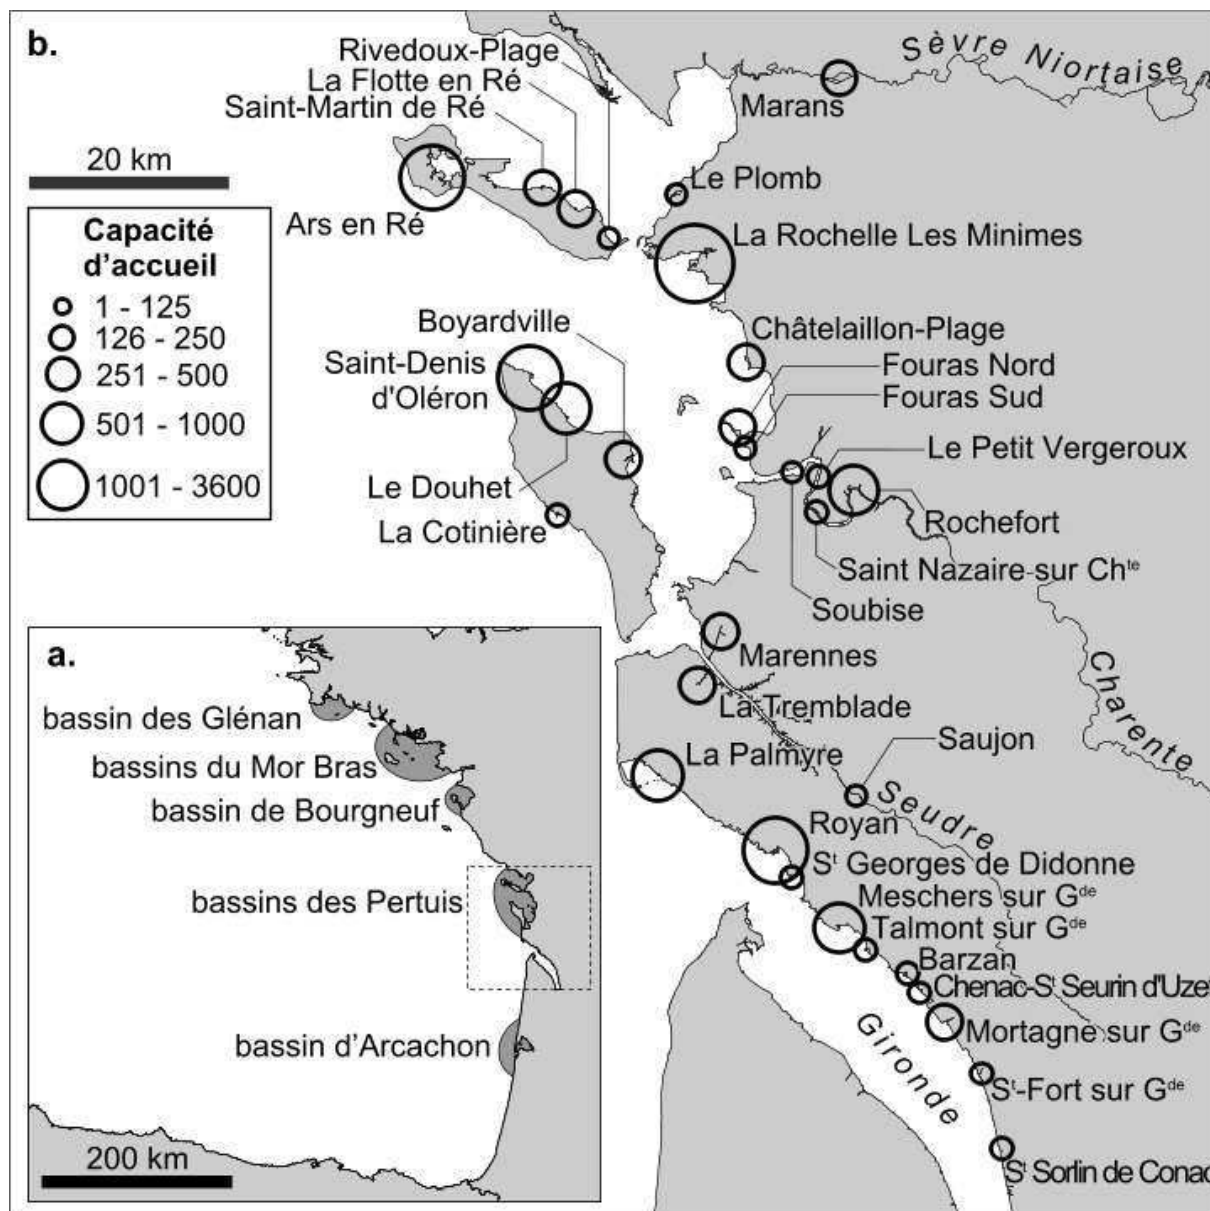 b.
Rivedoux-Plage
La Flotte en Ré
Saint-Martin de Ré
Sèvre Niortaise
Marans
20 km
Le Plomb
Ars en Ré
La Rochelle Les Minimes
Capacité
d'accueil
1 - 125
126 - 250
251 - 500
501 - 1000
1001 - 3600
Boyardville
Saint-Denis
d'Oléron
Châtelaillon-Plage
Fouras Nord
Fouras Sud
Le Petit Vergeroux
Le Douhet
La Cotinière
Rochefort
Saint Nazaire-sur Chte
Soubise
Charente
Marennes
La Tremblade
La Palmyre
Saujon
Seudre
Royan
St Georges de Didonne
Meschers sur Gde
Talmont sur Gde
Barzan
Chenac-St Seurin d'Uzet
Mortagne sur Gde
Gironde
St-Fort sur Gde
St Sorlin de Conac
a.
bassin des Glénan
bassins du Mor Bras
bassin de Bourgneuf
bassins des Pertuis
bassin d'Arcachon
200 km